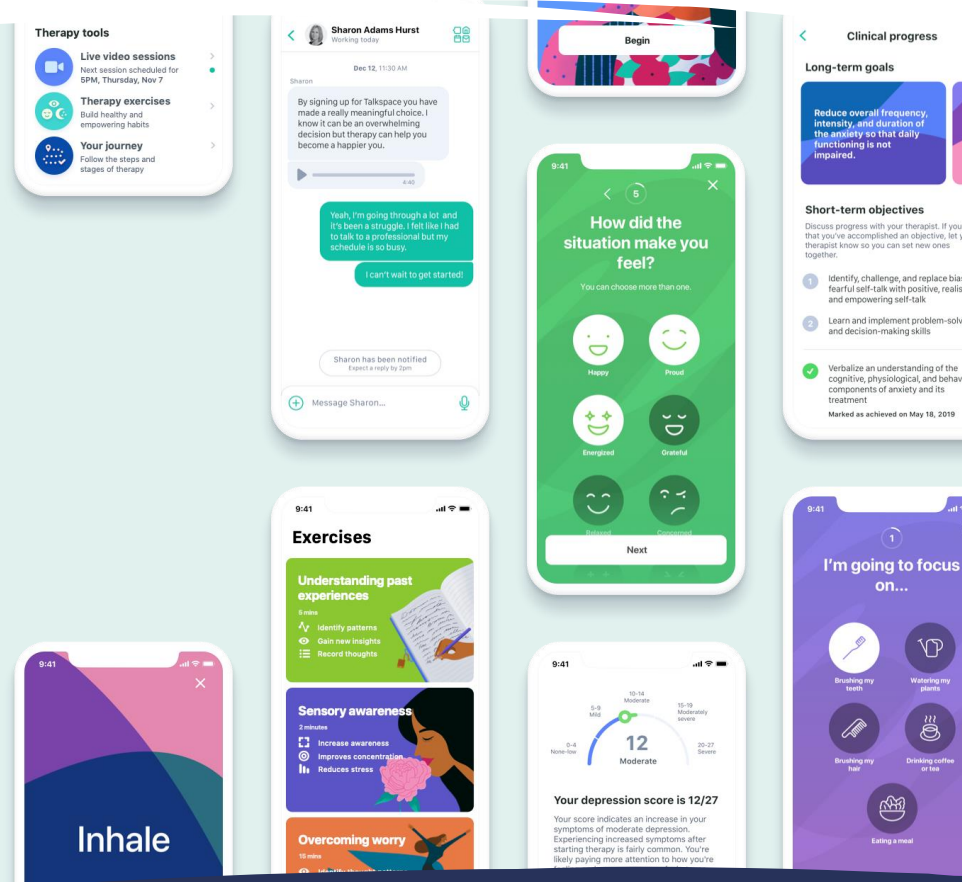 Therapy tools
Live video sessions
Next session scheduled for
5PM, Thursday, Nov 7
Therapy exercises
Build healthy and
empowering habits
Your journey
Follow the steps and
stages of therapy
Sharon Adams Hurst
Working today
Dec 12, 11:30 AM
Sharon
By signing up for Talkspace you have
made a really meaningful choice. I
know it can be an overwhelming
decision but therapy can help you
become a happier you.
4:40
Yeah, I'm going through a lot and
it's been a struggle. I felt like I had
to talk to a professional but my
schedule is so busy.
I can't wait to get started!
Sharon has been notified
Expect a reply by 2pm
Message Sharon...
Begin
9:41
5
How did the
situation make you
feel?
You can choose more than one.
Happy
Proud
Energized
Grateful
Relaxed
Concerned
Next
Clinical progress
Long-term goals
Reduce overall frequency,
intensity, and duration of
the anxiety so that daily
functioning is not
impaired.
Short-term objectives
Discuss progress with your therapist. If you
that you've accomplished an objective, let
therapist know so you can set new ones
together.
1
Identify, challenge, and replace
fearful self-talk with positive,
and empowering self-talk
2
Learn and implement
and decision-making skills
Verbalize an understanding of the
cognitive, physiological, and
components of anxiety and its
treatment
Marked as achieved on May 18, 2019
9:41
Inhale
9:41
Exercises
Understanding past
experiences
5 mins
Identify patterns
Gain new insights
Record thoughts
Sensory awareness
2 minutes
Increase awareness
Improves concentration
Reduces stress
Overcoming worry
15 mins
9:41
0-4
None-low
5-9
Mild
10-14
Moderate
15-19
Moderately
severe
20-27
Severe
12
Moderate
Your depression score is 12/27
Your score indicates an increase in your
symptoms of moderate depression.
Experiencing increased symptoms after
starting therapy is fairly common. You're
likely paying more attention to how you're
9:41
1
I'm going to focus
on...
Brushing my
teeth
Watering my
plants
Brushing my
hair
Drinking coffee
or tea
Eating a meal